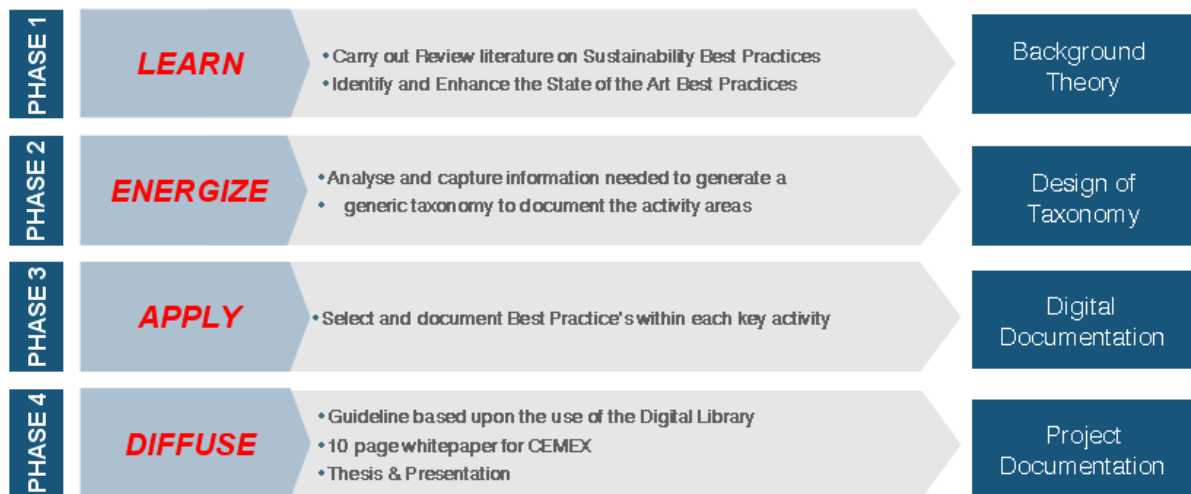 PHASE 1
LEARN
• Carry out Review literature on Sustainability Best Practices
• Identify and Enhance the State of the Art Best Practices
Background
Theory
PHASE 2
ENERGIZE
• Analyse and capture information needed to generate a
• generic taxonomy to document the activity areas
Design of
Taxonomy
PHASE 3
APPLY
• Select and document Best Practice's within each key activity
Digital
Documentation
PHASE 4
DIFFUSE
• Guideline based upon the use of the Digital Library
• 10 page whitepaper for CEMEX
• Thesis & Presentation
Project
Documentation